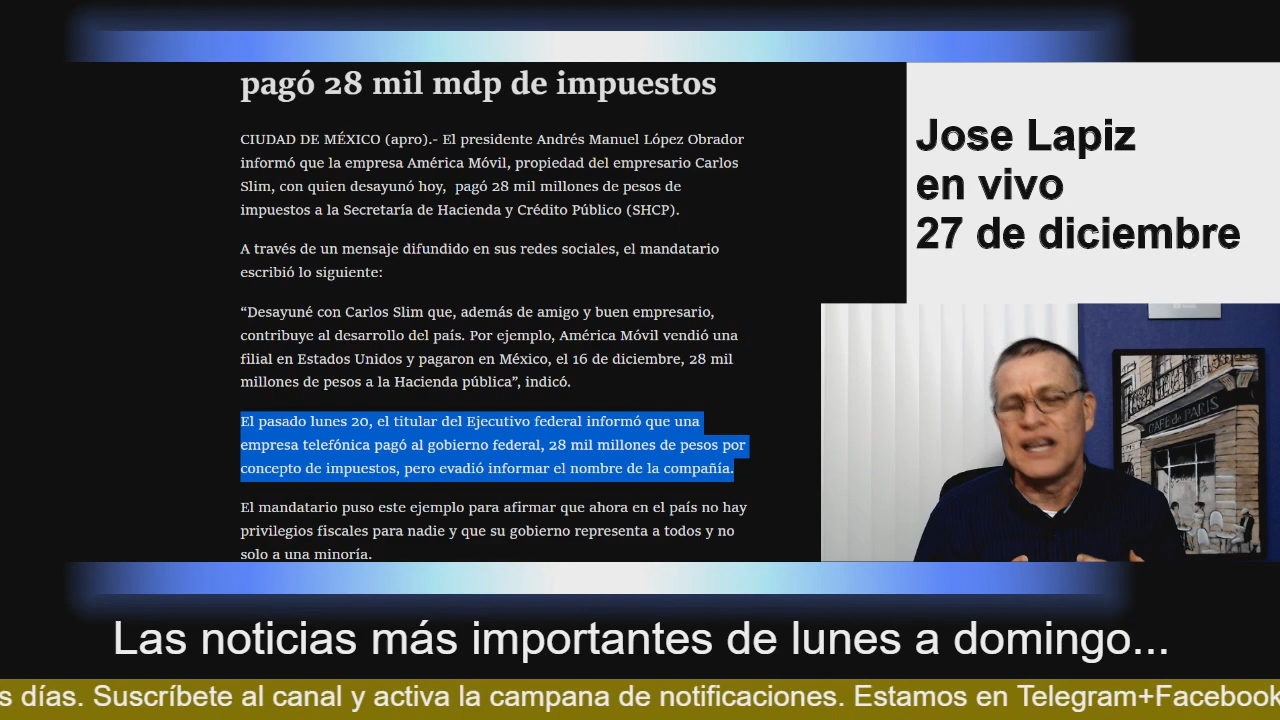 pagó 28 mil mdp de impuestos
CIUDAD DE MÉXICO (apro).- El presidente Andrés Manuel López Obrador
informó que la empresa América Móvil, propiedad del empresario Carlos
Slim, con quien desayunó hoy,  pagó 28 mil millones de pesos de
impuestos a la Secretaría de Hacienda y Crédito Público (SHCP).
A través de un mensaje difundido en sus redes sociales, el mandatario
escribió lo siguiente:
“Desayuné con Carlos Slim que, además de amigo y buen empresario,
contribuye al desarrollo del país. Por ejemplo, América Móvil vendió una
filial en Estados Unidos y pagaron en México, el 16 de diciembre, 28 mil
millones de pesos a la Hacienda pública”, indicó.
El pasado lunes 20, el titular del Ejecutivo federal informó que una
empresa telefónica pagó al gobierno federal, 28 mil millones de pesos por
concepto de impuestos, pero evadió informar el nombre de la compañía.
El mandatario puso este ejemplo para afirmar que ahora en el país no hay
privilegios fiscales para nadie y que su gobierno representa a todos y no
solo a una minoría.
Jose Lapiz
en vivo
27 de diciembre
CAFE de PARIS
Las noticias más importantes de lunes a domingo...
s días. Suscríbete al canal y activa la campana de notificaciones. Estamos en Telegram+Facebook